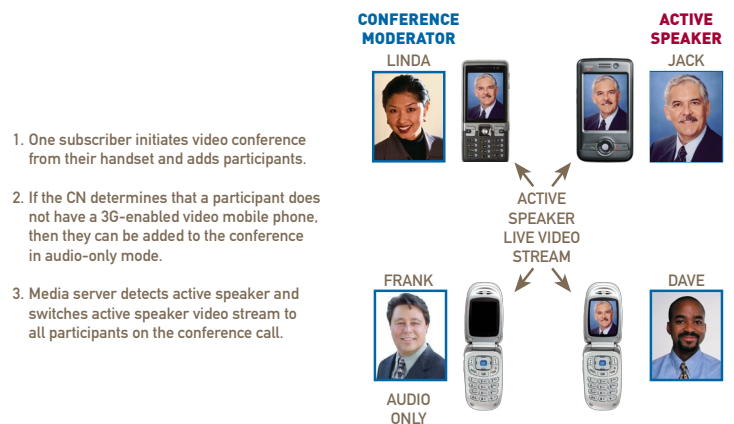 1. One subscriber initiates video conference
from their handset and adds participants.
2. If the CN determines that a participant does
not have a 3G-enabled video mobile phone,
then they can be added to the conference
in audio-only mode.
3. Media server detects active speaker and
switches active speaker video stream to
all participants on the conference call.
CONFERENCE
MODERATOR
LINDA
ACTIVE
SPEAKER
JACK
ACTIVE
SPEAKER
LIVE VIDEO
STREAM
FRANK
AUDIO
ONLY
DAVE